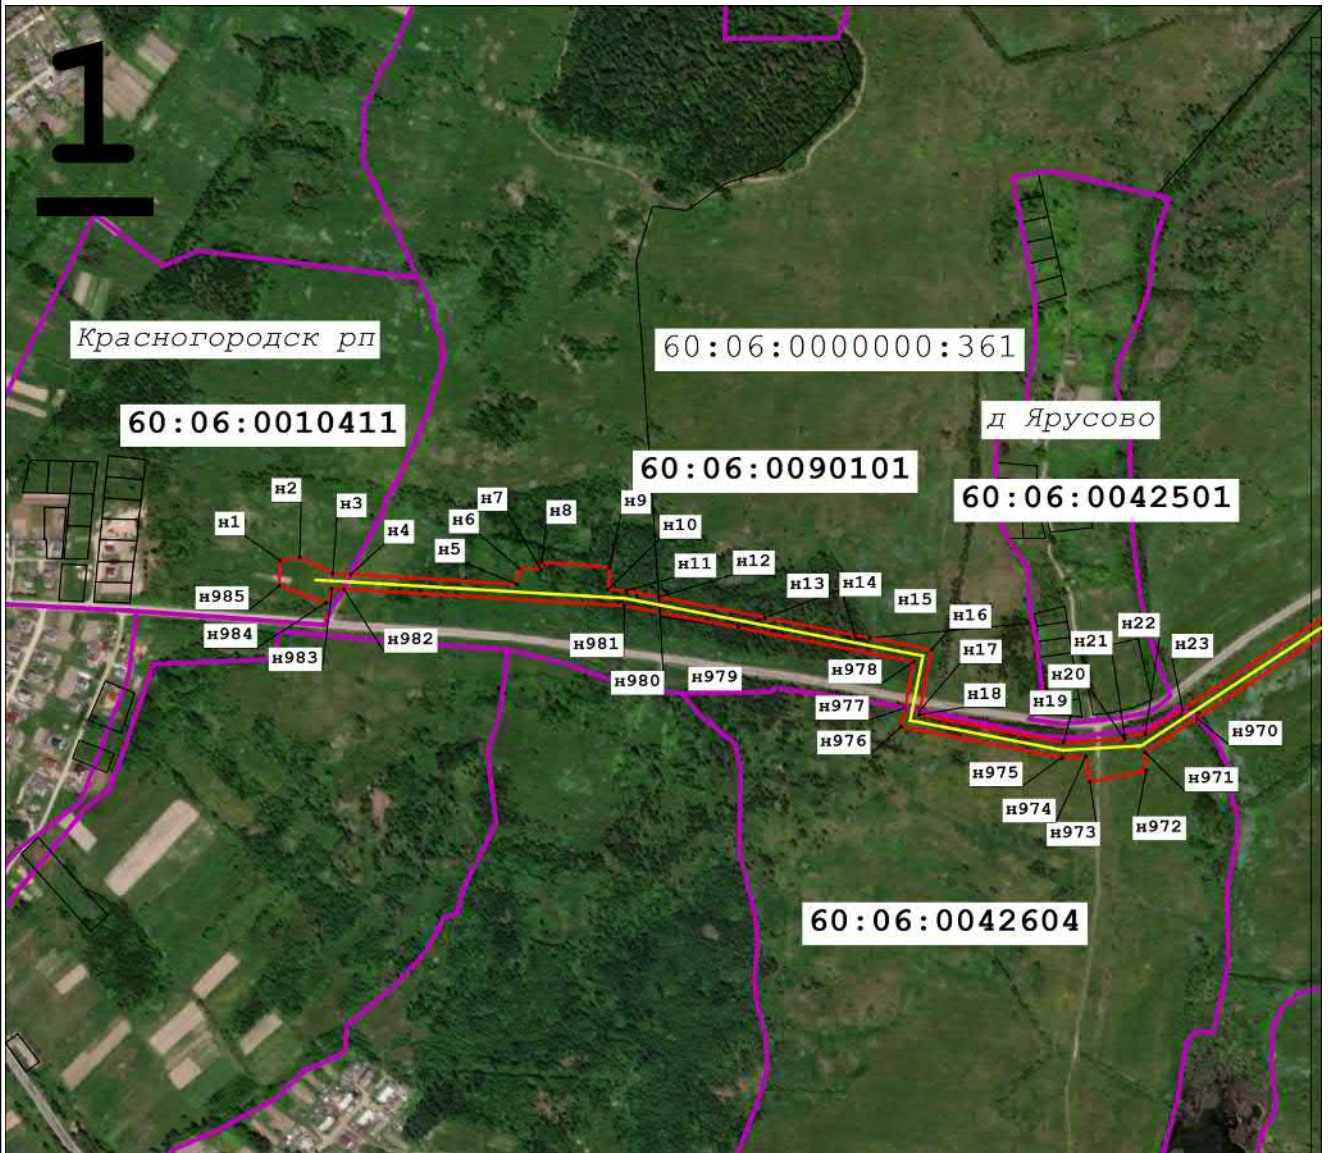 1
Красногородск рп
60:06:0000000:361
60:06:0010411
д Ярусово
60:06:0090101
60:06:0042501
н1
н2
н3
н4
н5
н6
н7
н8
н9
н10
н11
н12
н13
н14
н15
н16
н17
н18
н19
н20
н21
н22
н23
н985
н984
н983
н982
н981
н980
н979
н978
н977
н976
н975
н974
н973
н972
н971
н970
60:06:0042604